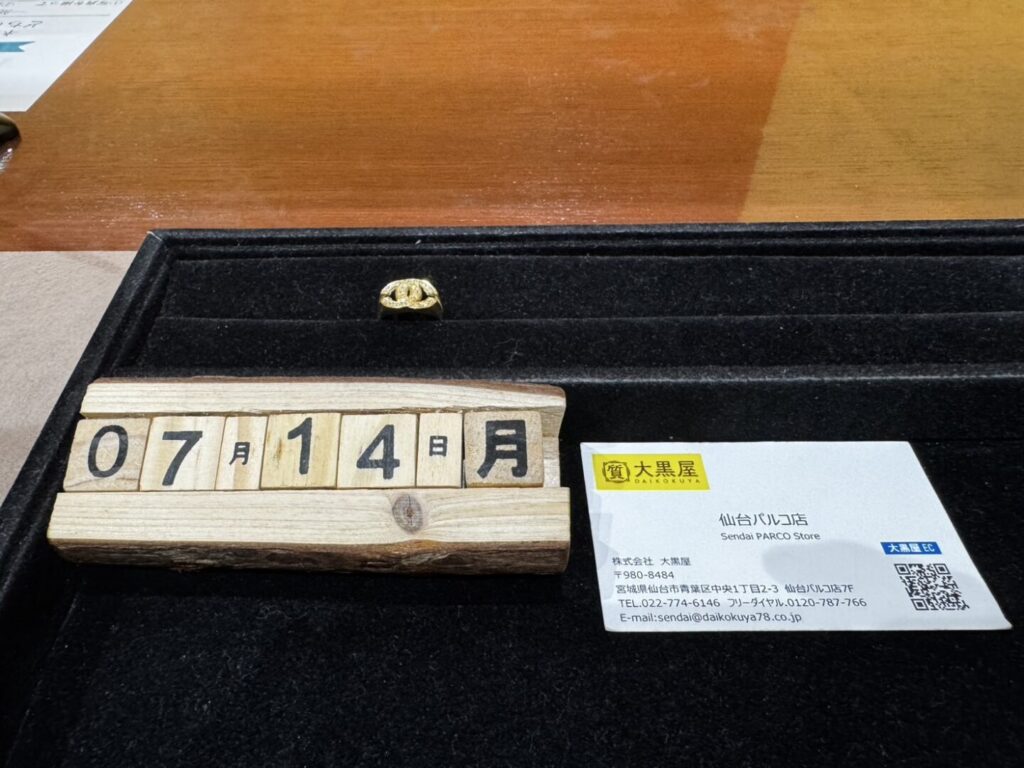 07月14日月
質 大黒屋
DAIKOKUYA
仙台パルコ店
Sendai PARCO Store
大黒屋 EC
株式会社 大黒屋
〒980-8484
宮城県仙台市青葉区中央1丁目2-3 仙台パルコ店7F
TEL.022-774-6146 フリーダイヤル.0120-787-766
E-mail:sendai@daikokuya78.co.jp